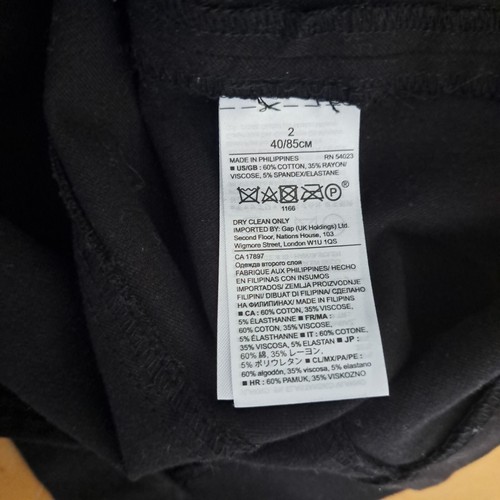 2
40/85см
MADE IN PHILIPPINES RN 54023
■ US/GB : 60% COTTON, 35% RAYON/
VISCOSE, 5% SPANDEX/ELASTANE
P ®
1166
DRY CLEAN ONLY
IMPORTED BY: Gap (UK Holdings) Ltd.
Second Floor, Nations House, 103
Wigmore Street, London W1U 1QS
CA 17897
Одежда второго слоя
FABRIQUE AUX PHILIPPINES/ HECHO
EN FILIPINAS CON INSUMOS
IMPORTADOS/ ZEMLJA PROIZVODNJE
FILIPINI/ DIBUAT DI FILIPINA/ СДЕЛАНО
НА ФИЛИППИНАХ/ MADE IN FILIPINS
■ CA : 60% COTON, 35% VISCOSE,
5% ÉLASTHANNE ■ FR/MA :
60% COTON, 35% VISCOSE,
5% ÉLASTHANNE ■ IT : 60% COTONE,
35% VISCOSA, 5% ELASTAN ■ JP :
60% 綿, 35% レーヨン,
5% ポリウレタン ■ CL/MX/PA/PE :
60% algodón, 35% viscosa, 5% elastano
■ HR : 60% PAMUK, 35% VISKOZNO